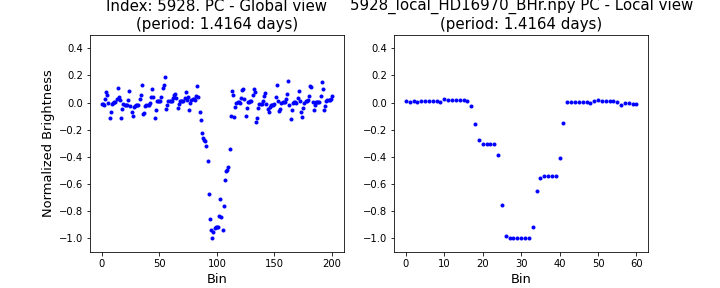 Index: 5928. PC - Global view
(period: 1.4164 days)
5928_local_HD16970_BHr.npy PC - Local view
(period: 1.4164 days)
Normalized Brightness
0.4
0.2
0.0
−0.2
−0.4
−0.6
−0.8
−1.0
0 50 100 150 200
Bin
0.4
0.2
0.0
−0.2
−0.4
−0.6
−0.8
−1.0
0 10 20 30 40 50 60
Bin